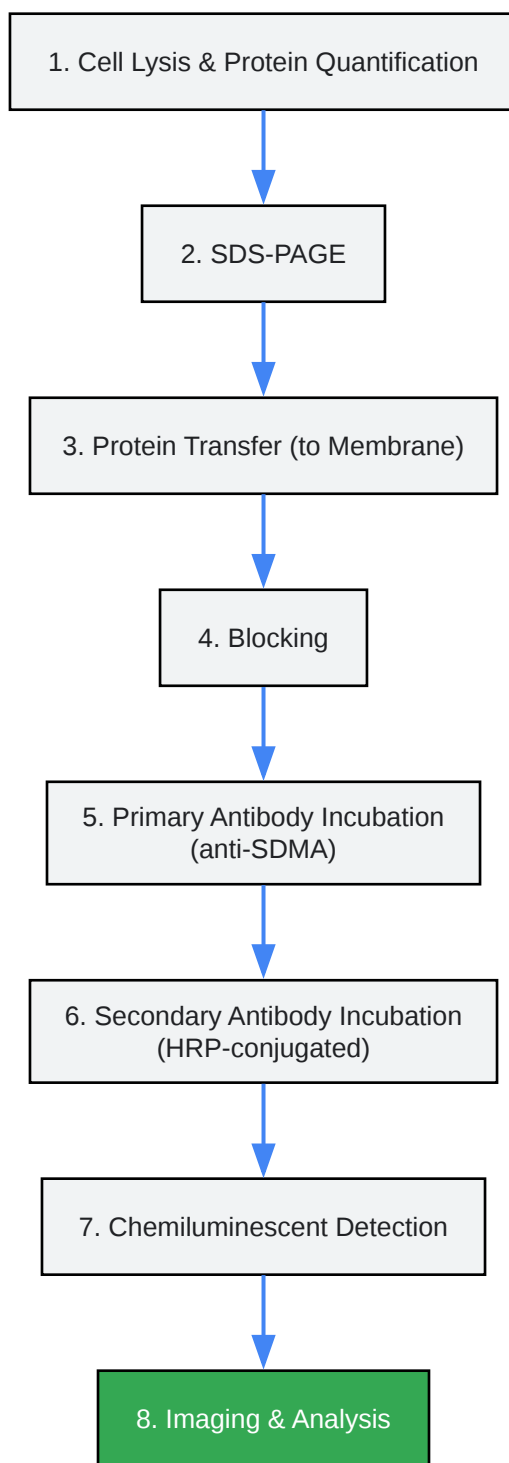 1. Cell Lysis & Protein Quantification
2. SDS-PAGE
3. Protein Transfer (to Membrane)
4. Blocking
5. Primary Antibody Incubation
(anti-SDMA)
6. Secondary Antibody Incubation
(HRP-conjugated)
7. Chemiluminescent Detection
8. Imaging & Analysis